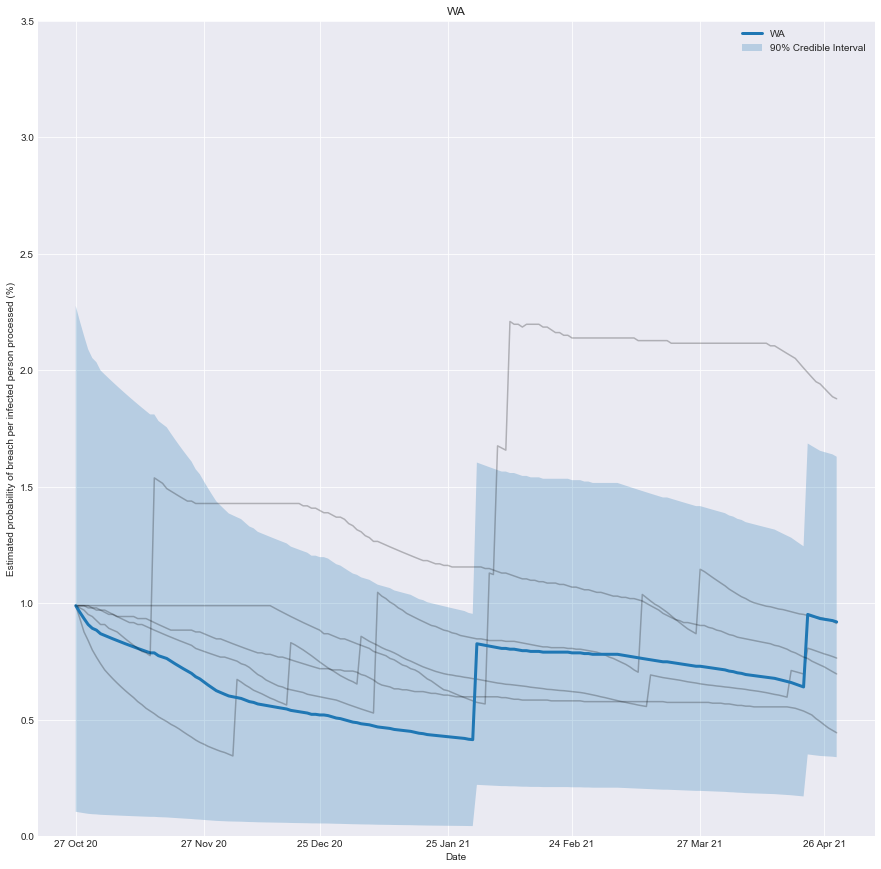 WA
WA
90% Credible Interval
3.5
3.0
2.5
2.0
1.5
1.0
0.5
0.0
Estimated probability of breach per infected person processed (%)
27 Oct 20
27 Nov 20
25 Dec 20
25 Jan 21
24 Feb 21
27 Mar 21
26 Apr 21
Date